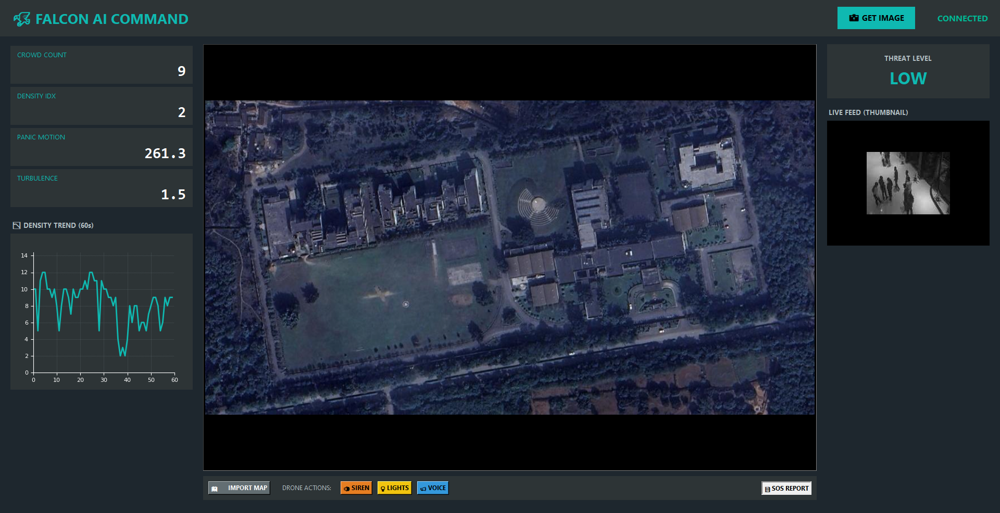 FALCON AI COMMAND
GET IMAGE
CONNECTED
CROWD COUNT
9
DENSITY IDX
2
PANIC MOTION
261.3
TURBULENCE
1.5
DENSITY TREND (60s)
14
12
10
8
6
4
2
0
0 10 20 30 40 50 60
IMPORT MAP
DRONE ACTIONS:
SIREN
LIGHTS
VOICE
SOS REPORT
THREAT LEVEL
LOW
LIVE FEED (THUMBNAIL)